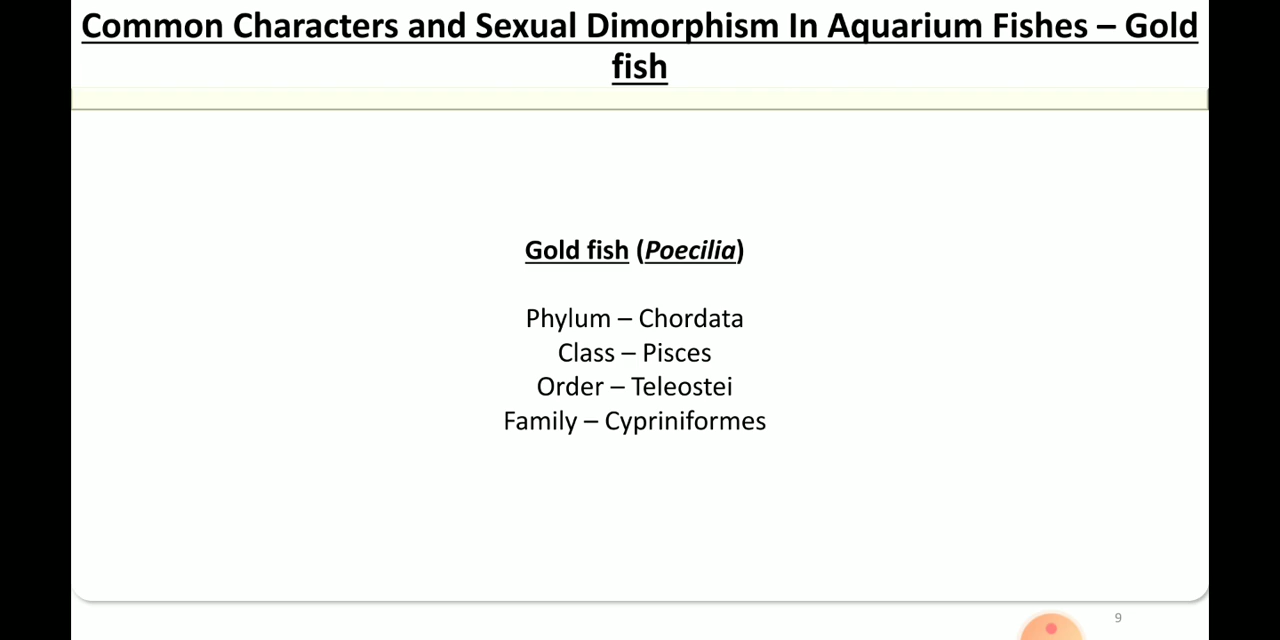 Common Characters and Sexual Dimorphism In Aquarium Fishes – Gold
fish
Gold fish (Poecilia)
Phylum – Chordata
Class – Pisces
Order – Teleostei
Family – Cypriniformes
9